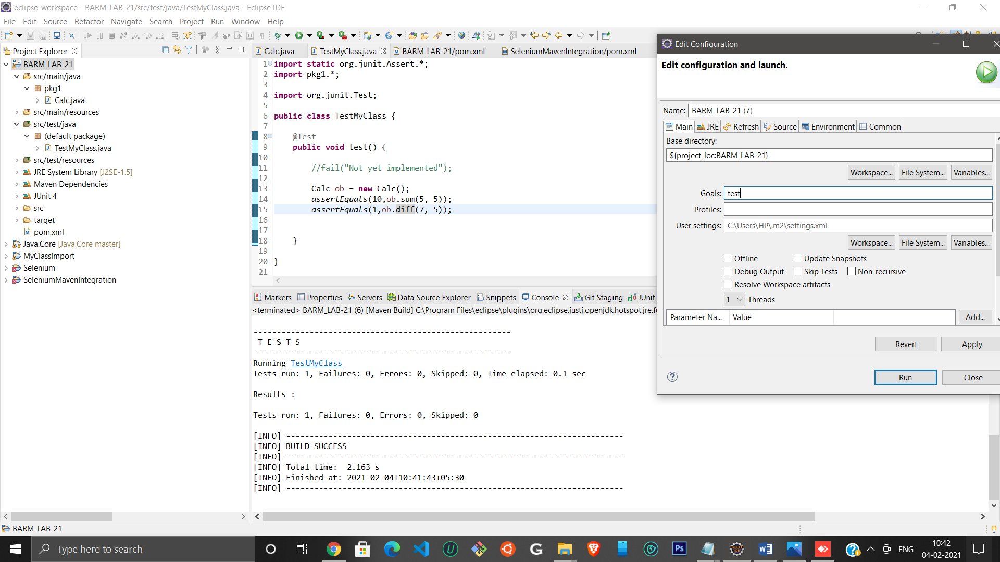 eclipse-workspace - BARM_LAB-21/src/test/java/TestMyClass.java - Eclipse IDE
File Edit Source Refactor Navigate Search Project Run Window Help
Project Explorer
BARM_LAB-21
src/main/java
pkg1
Calc.java
src/main/resources
src/test/java
(default package)
TestMyClass.java
src/test/resources
JRE System Library [J2SE-1.5]
Maven Dependencies
JUnit 4
src
target
pom.xml
Java.Core [Java.Core master]
MyClassImport
Selenium
SeleniumMavenIntegration
Calc.java TestMyClass.java BARM_LAB-21/pom.xml SeleniumMavenIntegration/pom.xml
1 import static org.junit.Assert.*;
2 import pkg1.*;
3
4 import org.junit.Test;
5
6 public class TestMyClass {
7
8 @Test
9 public void test() {
10
11 //fail("Not yet implemented");
12
13 Calc ob = new Calc();
14 assertEquals(10,ob.sum(5, 5));
15 assertEquals(1,ob.diff(7, 5));
16
17
18 }
19
20 }
21
Markers Properties Servers Data Source Explorer Snippets Console Git Staging JUnit
<terminated> BARM_LAB-21 (6) [Maven Build] C:\Program Files\eclipse\plugins\org.eclipse.justj.openjdk.hotspot.jre.fu
-------------------------------------------------------
T E S T S
-------------------------------------------------------
Running TestMyClass
Tests run: 1, Failures: 0, Errors: 0, Skipped: 0, Time elapsed: 0.1 sec
Results :
Tests run: 1, Failures: 0, Errors: 0, Skipped: 0
[INFO] ------------------------------------------------------------------------
[INFO] BUILD SUCCESS
[INFO] ------------------------------------------------------------------------
[INFO] Total time:  2.163 s
[INFO] Finished at: 2021-02-04T10:41:43+05:30
[INFO] ------------------------------------------------------------------------
Edit Configuration
Edit configuration and launch.
Name: BARM_LAB-21 (7)
Main JRE Refresh Source Environment Common
Base directory:
${project_loc:BARM_LAB-21}
Workspace... File System... Variables...
Goals: test
Profiles:
User settings: C:\Users\HP\.m2\settings.xml
Workspace... File System... Variables...
Offline Update Snapshots
Debug Output Skip Tests Non-recursive
Resolve Workspace artifacts
1 Threads
Parameter Na... Value Add...
Revert Apply
Run Close
BARM_LAB-21
Type here to search
ENG
10:42
04-02-2021